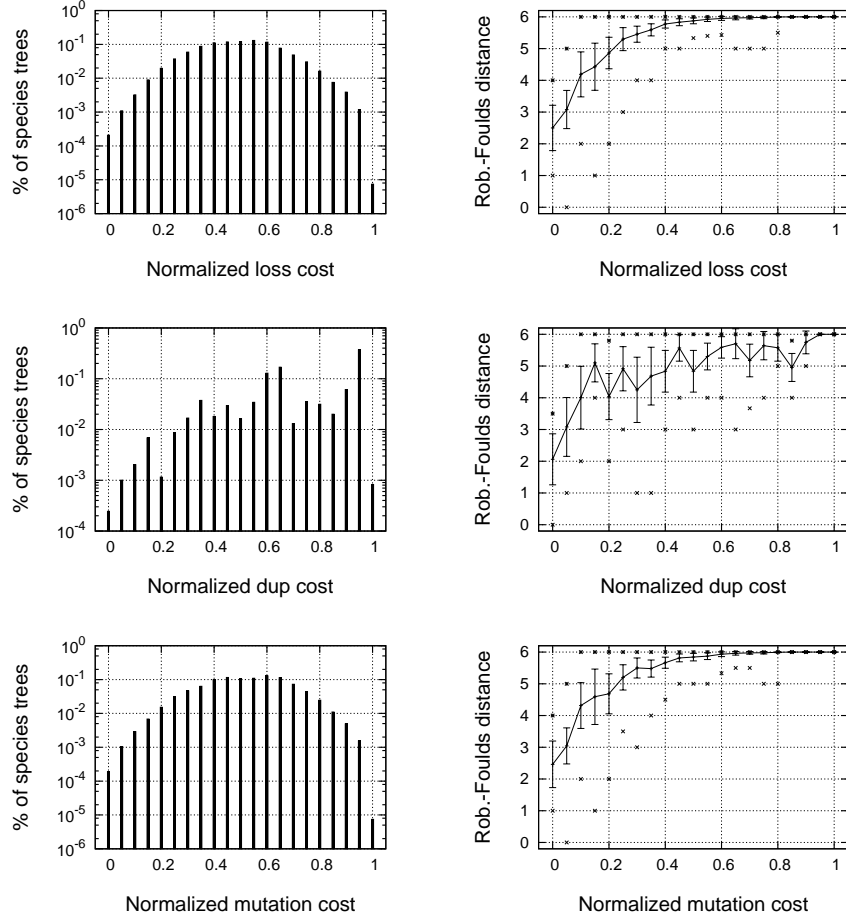 % of species trees
10^0
10^-1
10^-2
10^-3
10^-4
10^-5
10^-6
0 0.2 0.4 0.6 0.8 1
Normalized loss cost
Rob.-Foulds distance
6
5
4
3
2
1
0
0 0.2 0.4 0.6 0.8 1
Normalized loss cost
% of species trees
10^0
10^-1
10^-2
10^-3
10^-4
0 0.2 0.4 0.6 0.8 1
Normalized dup cost
Rob.-Foulds distance
6
5
4
3
2
1
0
0 0.2 0.4 0.6 0.8 1
Normalized dup cost
% of species trees
10^0
10^-1
10^-2
10^-3
10^-4
10^-5
10^-6
0 0.2 0.4 0.6 0.8 1
Normalized mutation cost
Rob.-Foulds distance
6
5
4
3
2
1
0
0 0.2 0.4 0.6 0.8 1
Normalized mutation cost